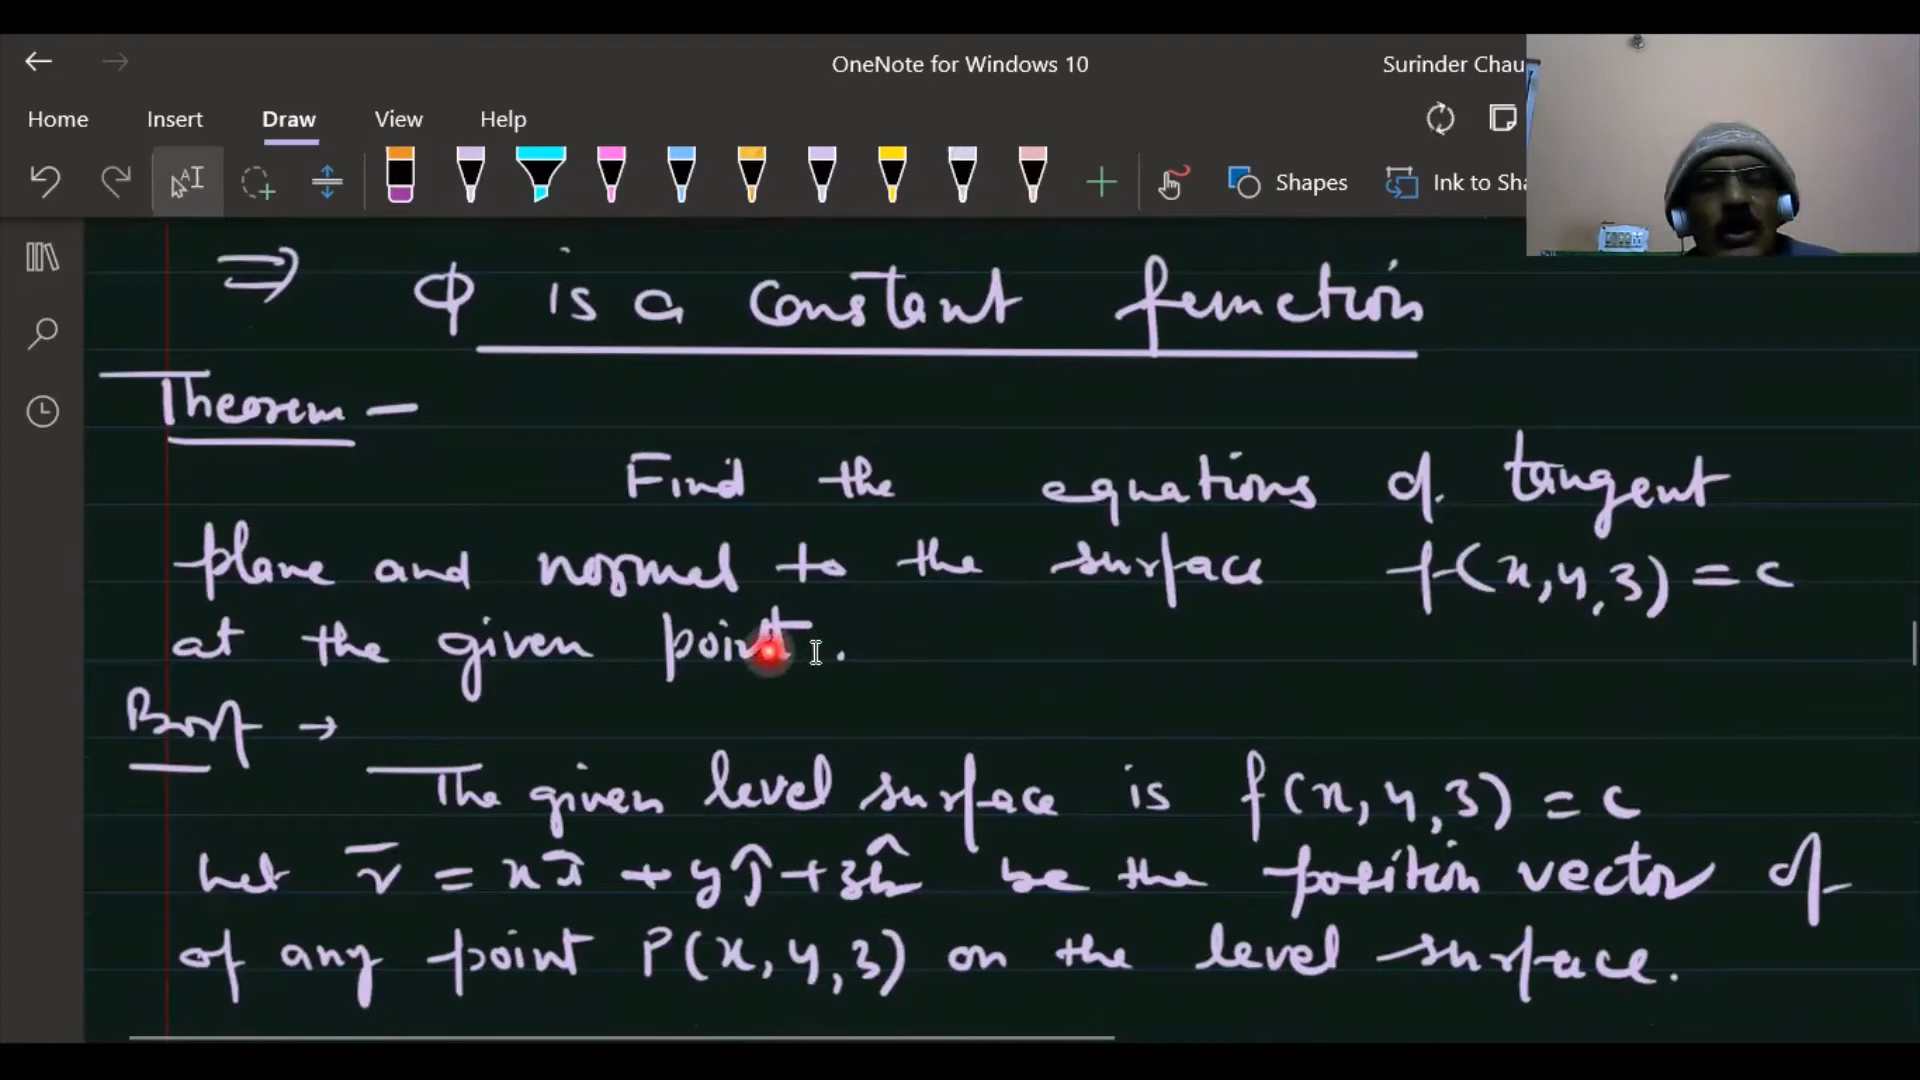 OneNote for Windows 10
Surinder Chau
Home Insert Draw View Help
Shapes Ink to Sha
⇒ ϕ is a constant function
Theorem -
Find the equations of tangent
plane and normal to the surface f(x,y,z) = c
at the given point.
Proof →
The given level surface is f(x,y,z) = c
Let r̄ = xî + yĵ + zk̂ be the position vector of
of any point P(x,y,z) on the level surface.